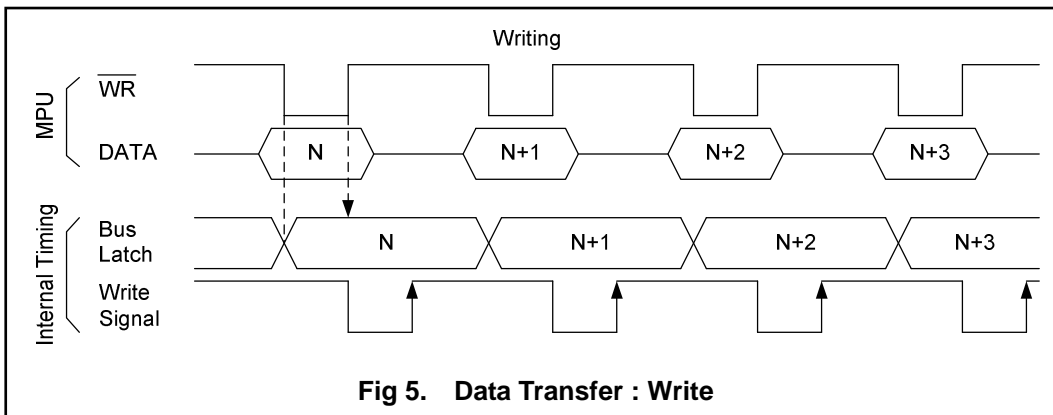 Writing
MPU
W̅R̅
DATA
N
N+1
N+2
N+3
Internal Timing
Bus
Latch
N
N+1
N+2
N+3
Write
Signal
Fig 5. Data Transfer : Write